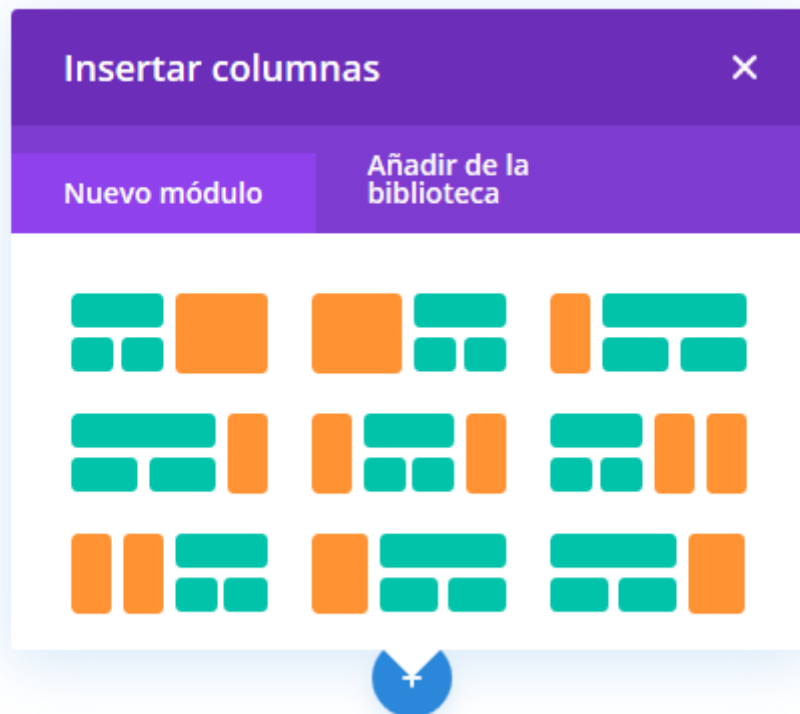 Insertar columnas
Nuevo módulo
Añadir de la
biblioteca